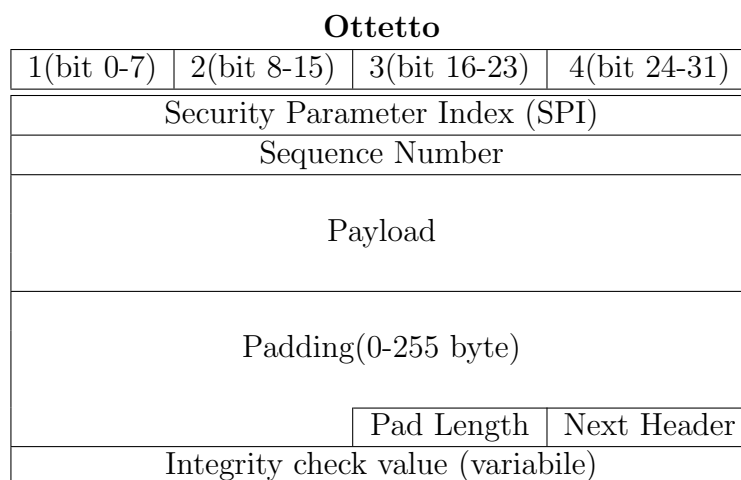 Ottetto
1(bit 0-7) 2(bit 8-15) 3(bit 16-23) 4(bit 24-31)
Security Parameter Index (SPI)
Sequence Number
Payload
Padding(0-255 byte)
Pad Length Next Header
Integrity check value (variabile)